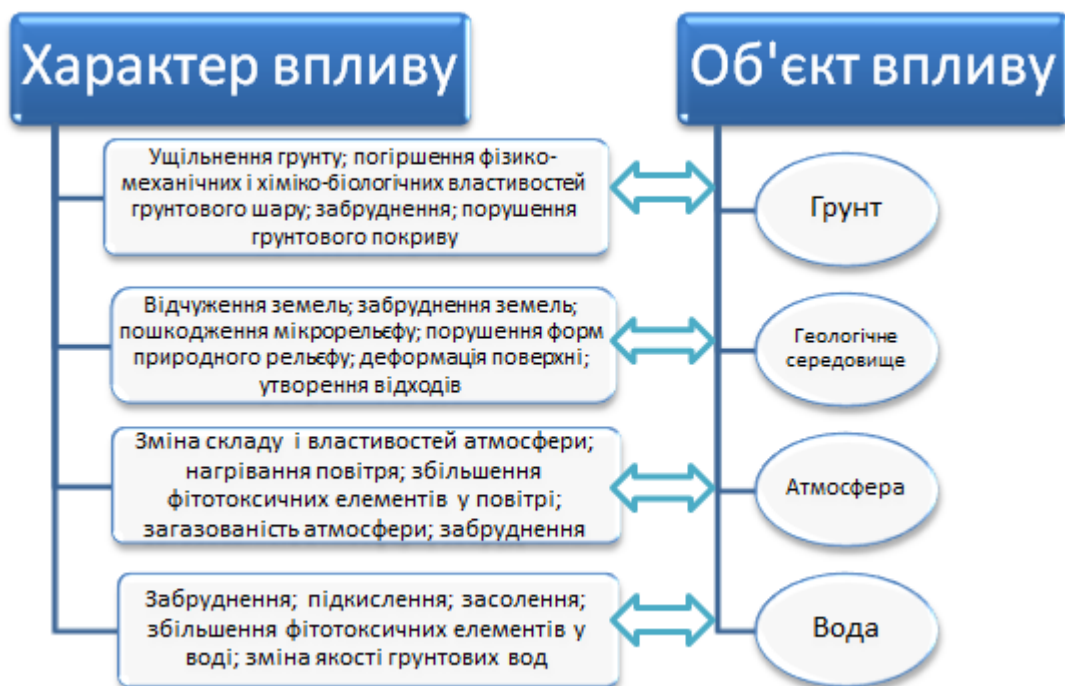 Характер впливу
Об'єкт впливу
Ущільнення грунту; погіршення фізико-
механічних і хіміко-біологічних властивостей
грунтового шару; забруднення; порушення
грунтового покриву
Грунт
Відчуження земель; забруднення земель;
пошкодження мікрорельєфу; порушення форм
природного рельєфу; деформація поверхні;
утворення відходів
Геологічне
середовище
Зміна складу і властивостей атмосфери;
нагрівання повітря; збільшення
фітотоксичних елементів у повітрі;
загазованість атмосфери; забруднення
Атмосфера
Забруднення; підкислення; засолення;
збільшення фітотоксичних елементів у
воді; зміна якості грунтових вод
Вода